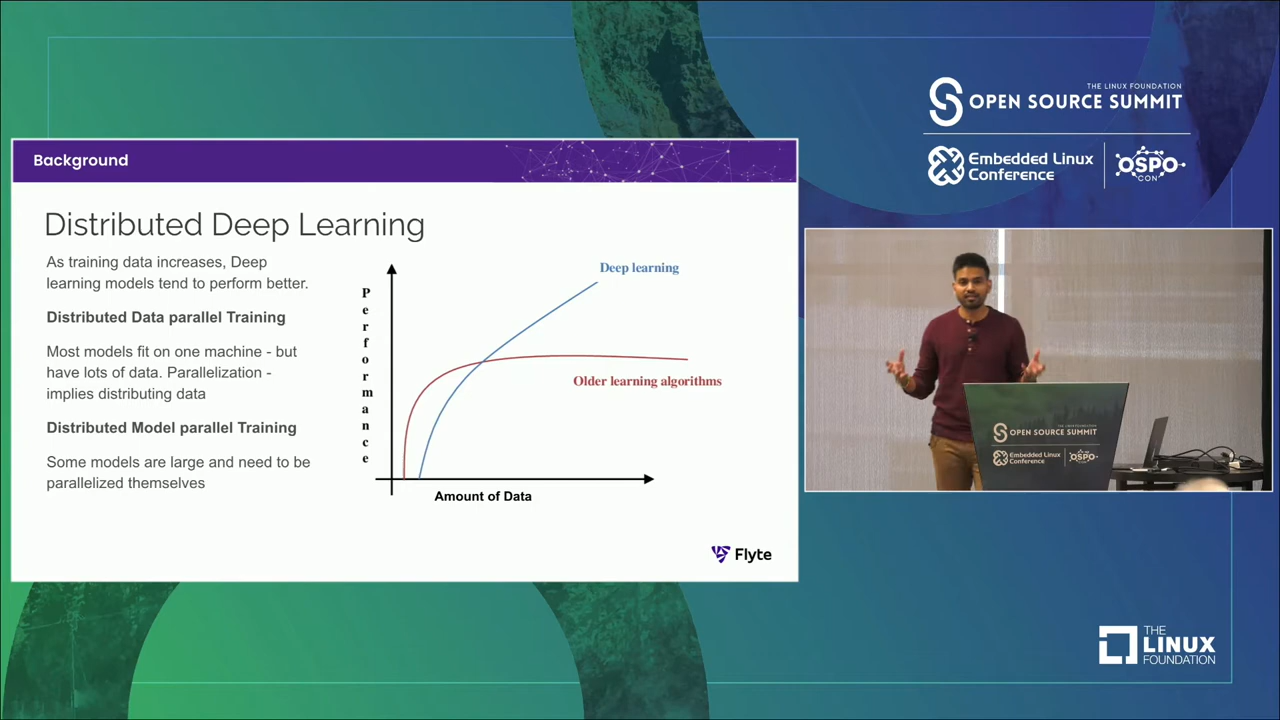 THE LINUX FOUNDATION
OPEN SOURCE SUMMIT
Embedded Linux
Conference
OSPO
CON
Background
Distributed Deep Learning
As training data increases, Deep
learning models tend to perform better.
Distributed Data parallel Training
Most models fit on one machine - but
have lots of data. Parallelization -
implies distributing data
Distributed Model parallel Training
Some models are large and need to be
parallelized themselves
Performance
Deep learning
Older learning algorithms
Amount of Data
Flyte
OPEN SOURCE SUMMIT
Embedded Linux
Conference
OSPO
CON
THE
LINUX
FOUNDATION